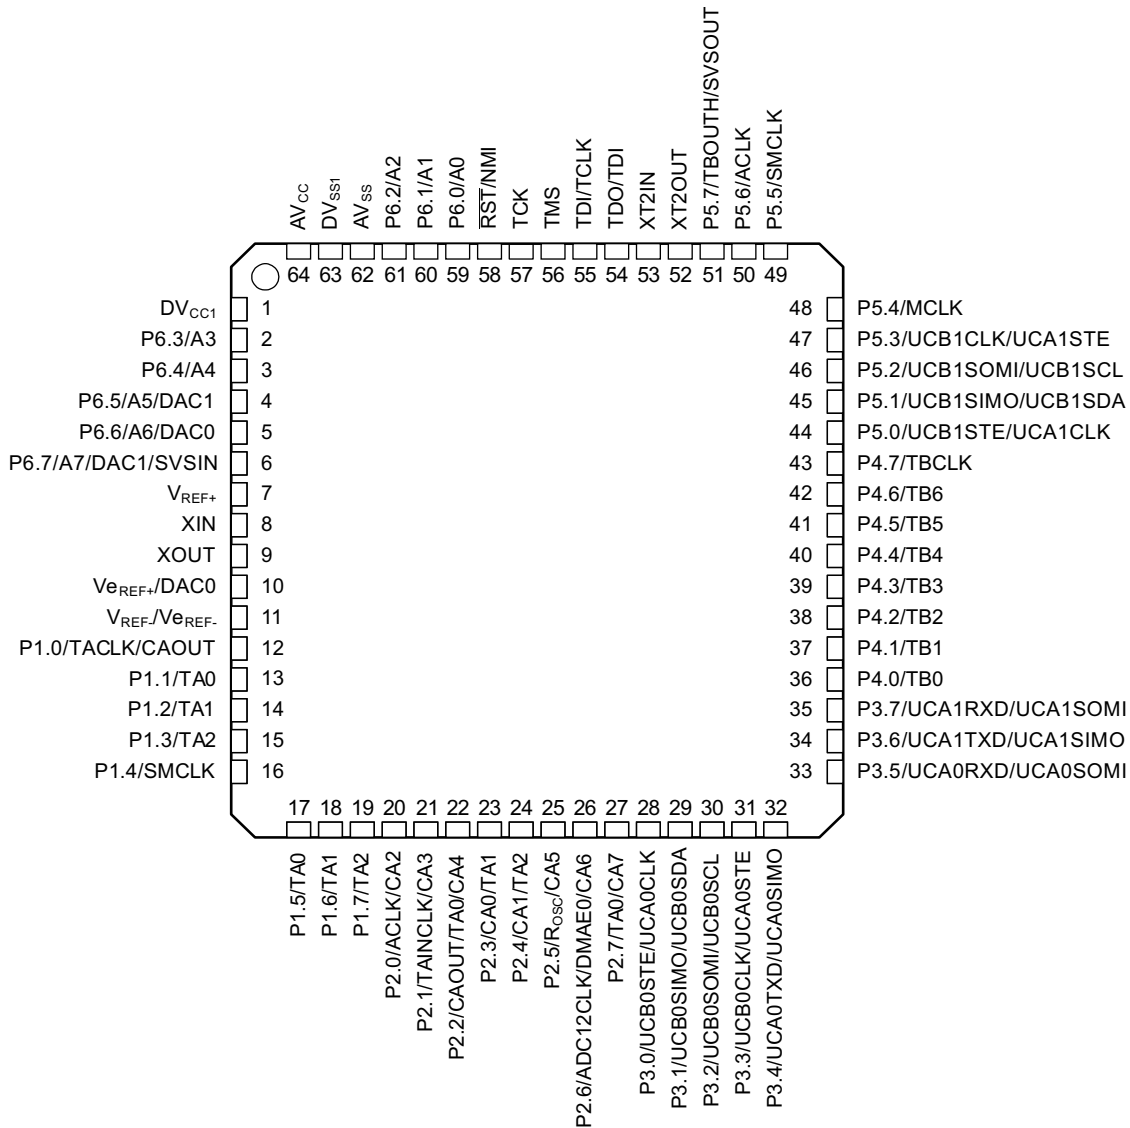 AVCC
DVSS1
AVSS
P6.2/A2
P6.1/A1
P6.0/A0
RST/NMI
TCK
TMS
TDI/TCLK
TDO/TDI
XT2IN
XT2OUT
P5.7/TBOUTH/SVSOUT
P5.6/ACLK
P5.5/SMCLK
64 63 62 61 60 59 58 57 56 55 54 53 52 51 50 49
DVCC1 1
P6.3/A3 2
P6.4/A4 3
P6.5/A5/DAC1 4
P6.6/A6/DAC0 5
P6.7/A7/DAC1/SVSIN 6
VREF+ 7
XIN 8
XOUT 9
VeREF+/DAC0 10
VREF-/VeREF- 11
P1.0/TACLK/CAOUT 12
P1.1/TA0 13
P1.2/TA1 14
P1.3/TA2 15
P1.4/SMCLK 16
48 P5.4/MCLK
47 P5.3/UCB1CLK/UCA1STE
46 P5.2/UCB1SOMI/UCB1SCL
45 P5.1/UCB1SIMO/UCB1SDA
44 P5.0/UCB1STE/UCA1CLK
43 P4.7/TBCLK
42 P4.6/TB6
41 P4.5/TB5
40 P4.4/TB4
39 P4.3/TB3
38 P4.2/TB2
37 P4.1/TB1
36 P4.0/TB0
35 P3.7/UCA1RXD/UCA1SOMI
34 P3.6/UCA1TXD/UCA1SIMO
33 P3.5/UCA0RXD/UCA0SOMI
17 18 19 20 21 22 23 24 25 26 27 28 29 30 31 32
P1.5/TA0
P1.6/TA1
P1.7/TA2
P2.0/ACLK/CA2
P2.1/TAINCLK/CA3
P2.2/CAOUT/TA0/CA4
P2.3/CA0/TA1
P2.4/CA1/TA2
P2.5/ROSC/CA5
P2.6/ADC12CLK/DMAE0/CA6
P2.7/TA0/CA7
P3.0/UCB0STE/UCA0CLK
P3.1/UCB0SIMO/UCB0SDA
P3.2/UCB0SOMI/UCB0SCL
P3.3/UCB0CLK/UCA0STE
P3.4/UCA0TXD/UCA0SIMO